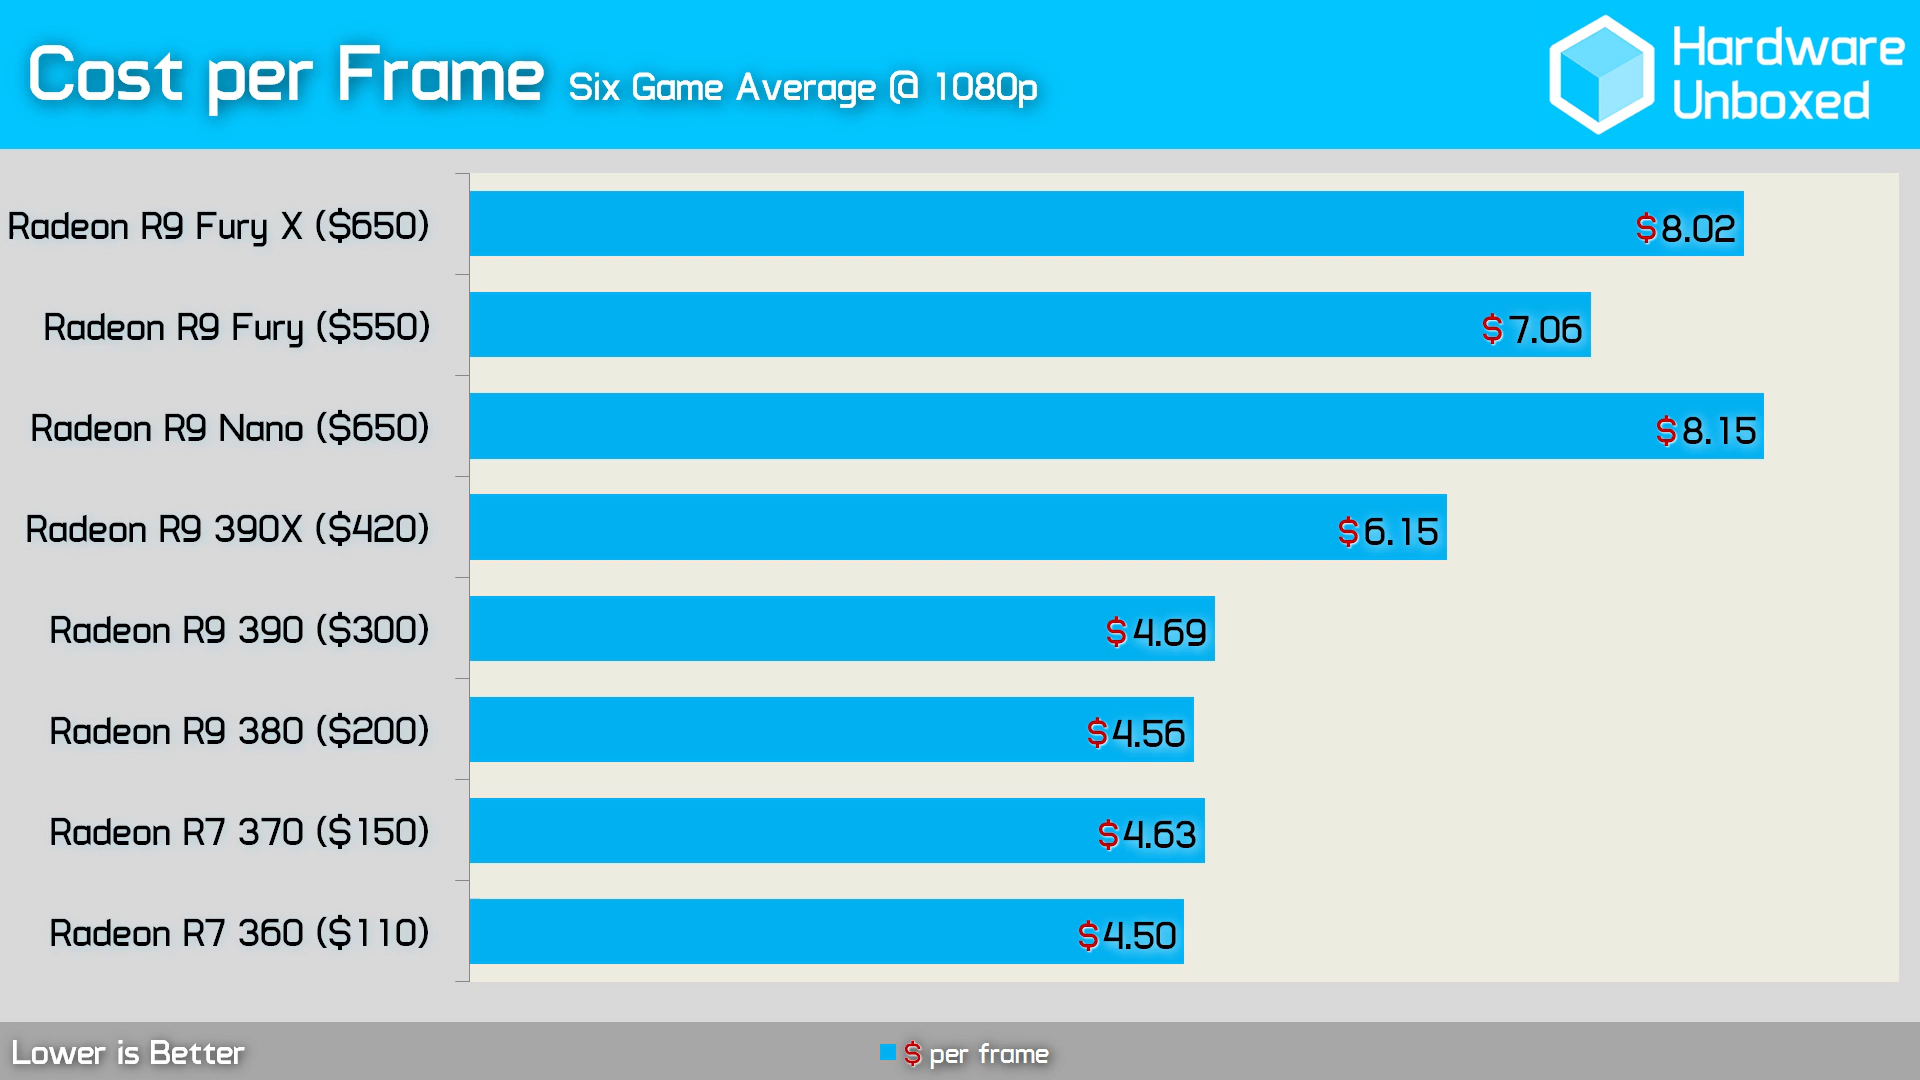 Cost per Frame Six Game Average @ 1080p
Hardware
Unboxed
Radeon R9 Fury X ($650)
$8.02
Radeon R9 Fury ($550)
$7.06
Radeon R9 Nano ($650)
$8.15
Radeon R9 390X ($420)
$6.15
Radeon R9 390 ($300)
$4.69
Radeon R9 380 ($200)
$4.56
Radeon R7 370 ($150)
$4.63
Radeon R7 360 ($110)
$4.50
Lower is Better
$ per frame